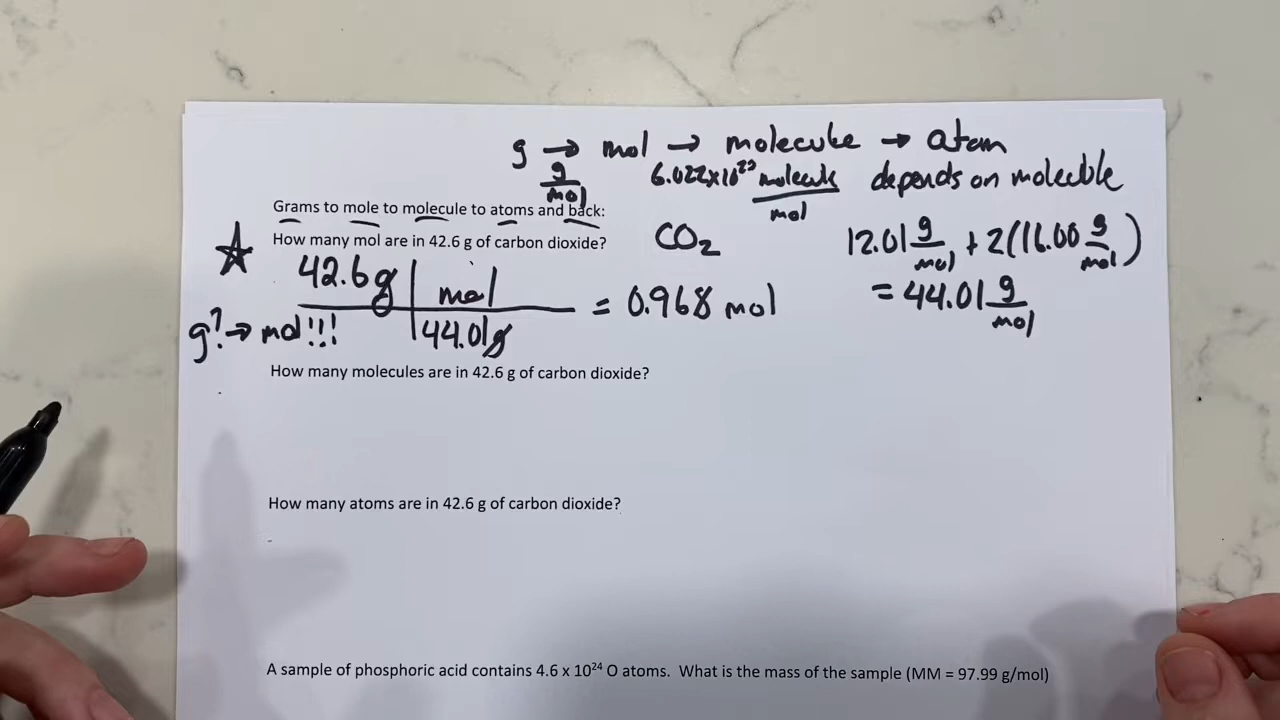 g → mol → molecule → atom
g/mol 6.022x10²³ molecule/mol depends on molecule
Grams to mole to molecule to atoms and back:
How many mol are in 42.6 g of carbon dioxide? CO₂ 12.01 g/mol + 2(16.00 g/mol)
42.6g | mol
44.01g = 0.968 mol = 44.01 g/mol
g? → mol!!!
How many molecules are in 42.6 g of carbon dioxide?
How many atoms are in 42.6 g of carbon dioxide?
A sample of phosphoric acid contains 4.6 x 10²⁴ O atoms. What is the mass of the sample (MM = 97.99 g/mol)